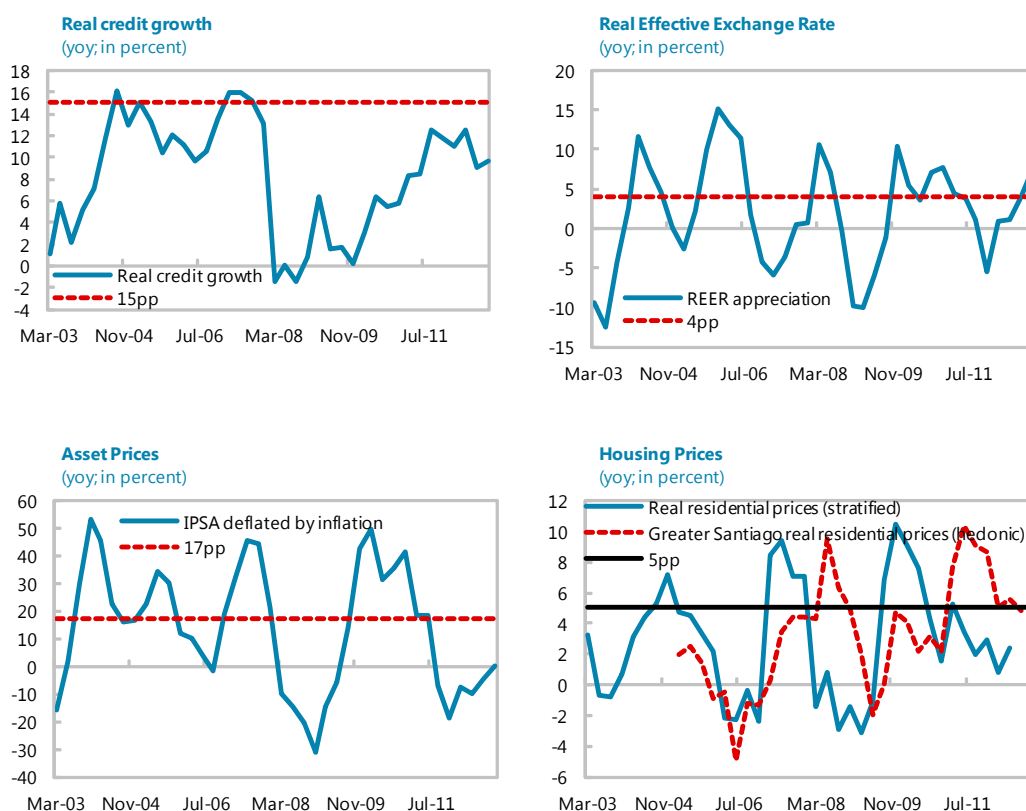 Real credit growth
(yoy; in percent)
18
16
14
12
10
8
6
4
2
0
-2
-4
Real credit growth
15pp
Mar-03 Nov-04 Jul-06 Mar-08 Nov-09 Jul-11
Real Effective Exchange Rate
(yoy; in percent)
20
15
10
5
0
-5
-10
-15
REER appreciation
4pp
Mar-03 Nov-04 Jul-06 Mar-08 Nov-09 Jul-11
Asset Prices
(yoy; in percent)
60
50
40
30
20
10
0
-10
-20
-30
-40
IPSA deflated by inflation
17pp
Mar-03 Nov-04 Jul-06 Mar-08 Nov-09 Jul-11
Housing Prices
(yoy; in percent)
12
10
8
6
4
2
0
-2
-4
-6
Real residential prices (stratified)
Greater Santiago real residential prices (hedonic)
5pp
Mar-03 Nov-04 Jul-06 Mar-08 Nov-09 Jul-11